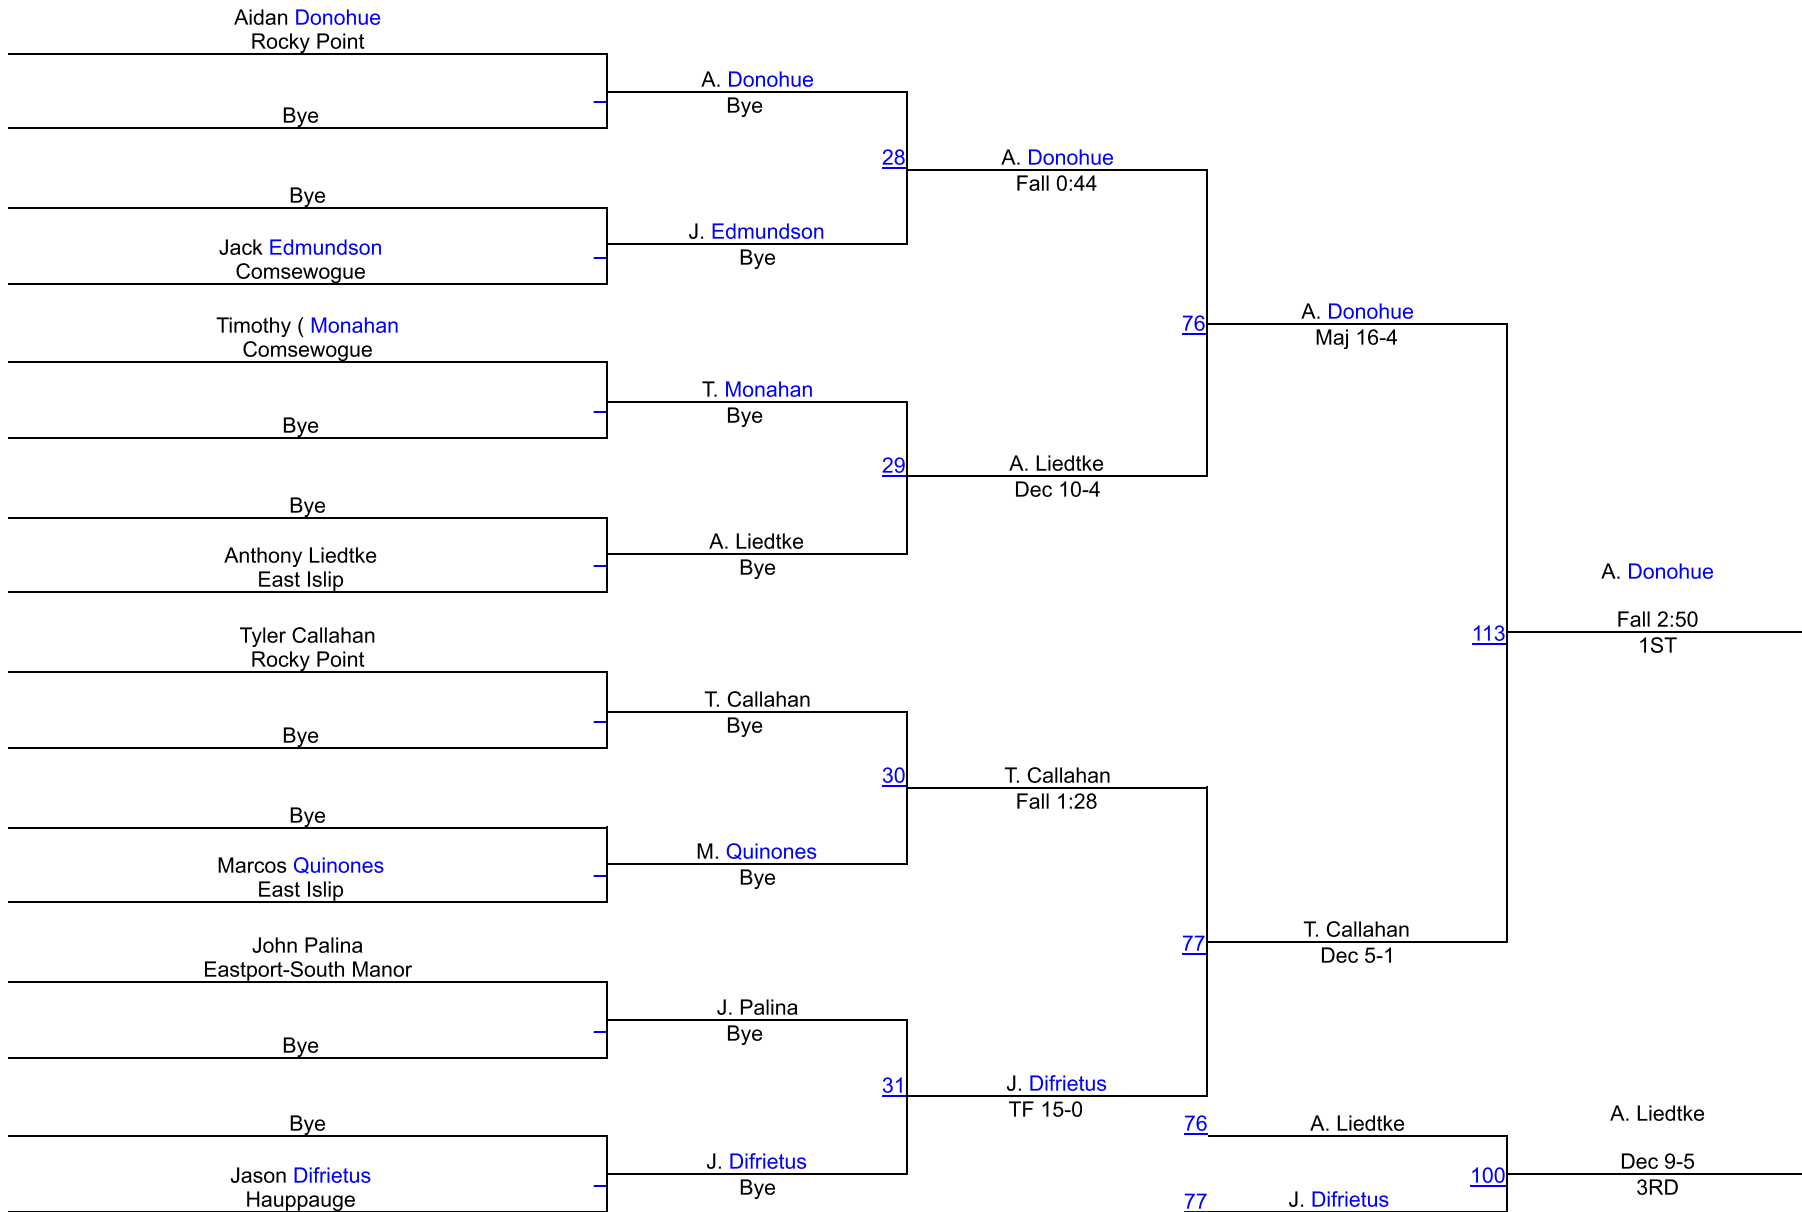 Aidan Donohue
Rocky Point
Bye
Bye
Jack Edmundson
Comsewogue
Timothy ( Monahan
Comsewogue
Bye
Bye
Anthony Liedtke
East Islip
Tyler Callahan
Rocky Point
Bye
Bye
Marcos Quinones
East Islip
John Palina
Eastport-South Manor
Bye
Bye
Jason Difrietus
Hauppauge
A. Donohue
Bye
28
J. Edmundson
Bye
T. Monahan
Bye
29
A. Liedtke
Bye
T. Callahan
Bye
30
M. Quinones
Bye
J. Palina
Bye
31
J. Difrietus
Bye
A. Donohue
Fall 0:44
76
A. Liedtke
Dec 10-4
T. Callahan
Fall 1:28
77
J. Difrietus
TF 15-0
A. Donohue
Maj 16-4
113
T. Callahan
Dec 5-1
A. Donohue
Fall 2:50
1ST
76
A. Liedtke
100
77
J. Difrietus
A. Liedtke
Dec 9-5
3RD